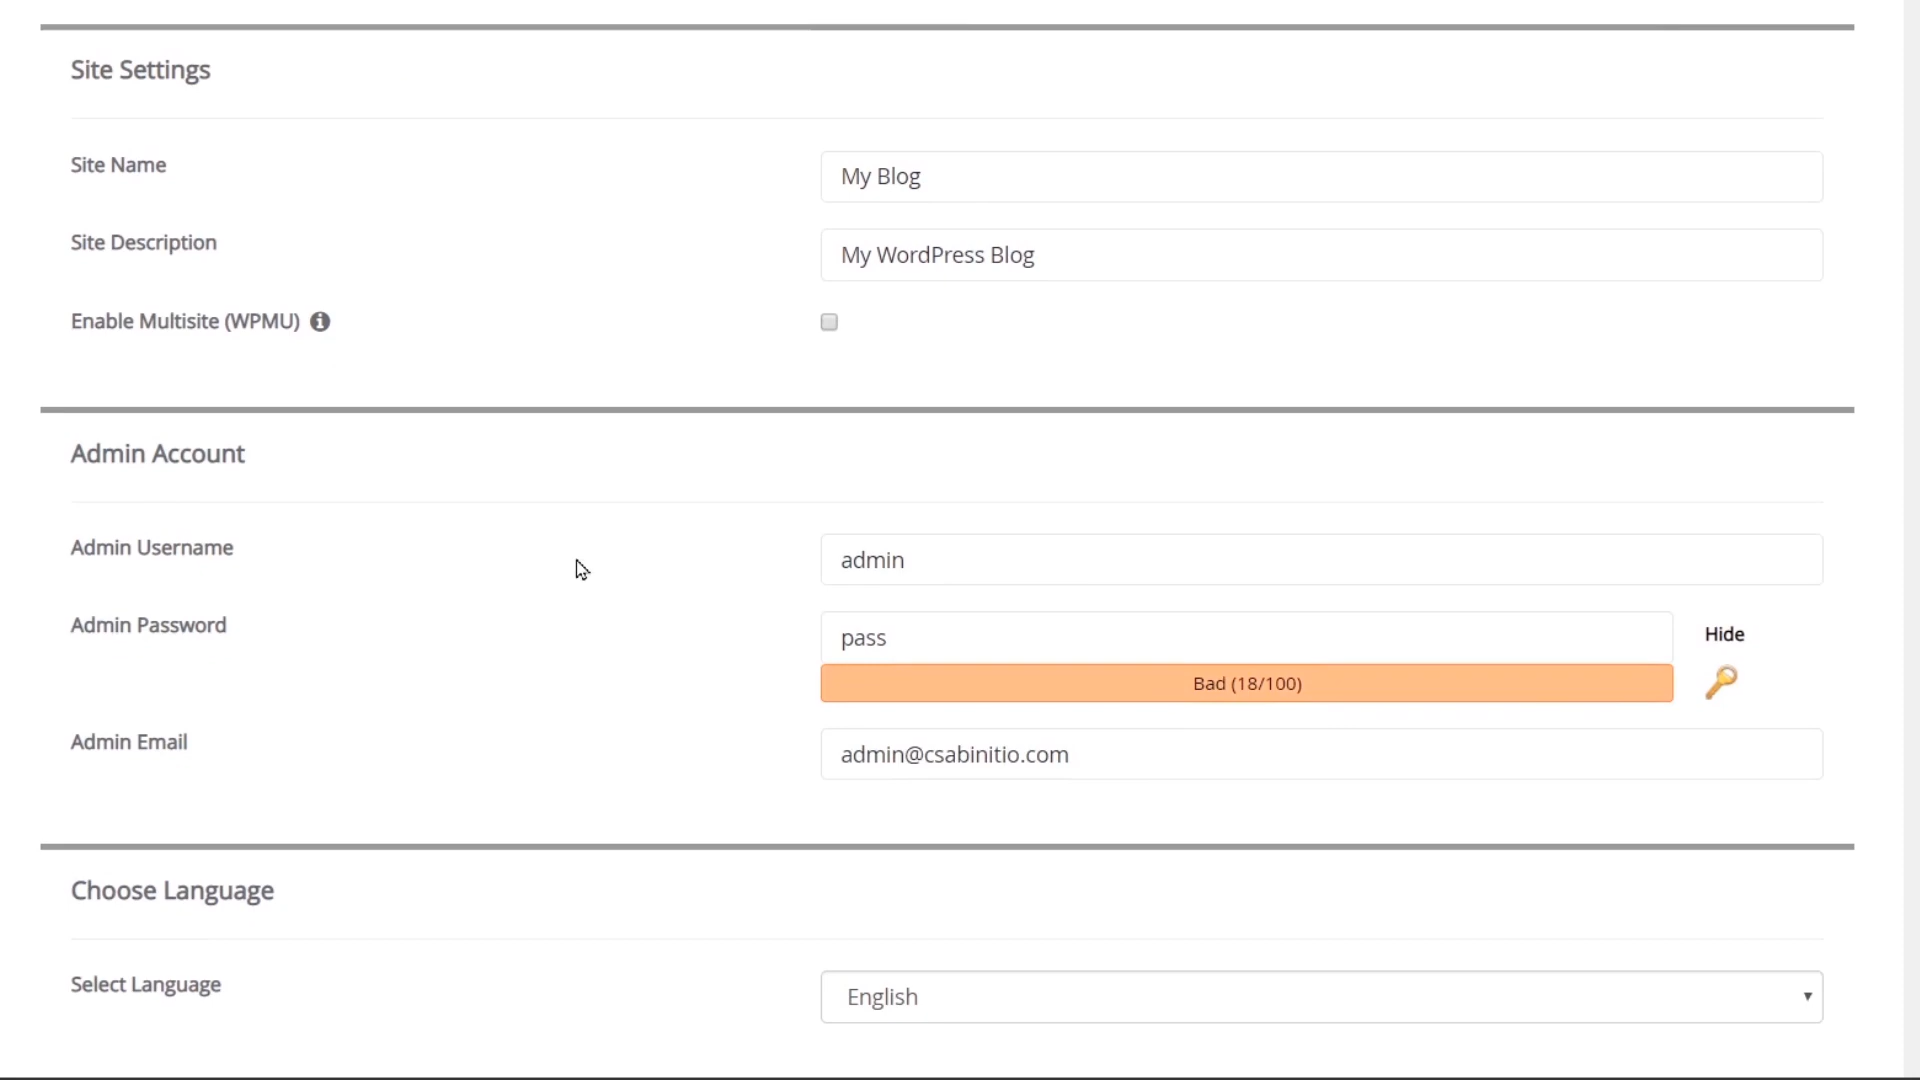 Site Settings
Site Name
My Blog
Site Description
My WordPress Blog
Enable Multisite (WPMU)
Admin Account
Admin Username
admin
Admin Password
pass
Hide
Bad (18/100)
Admin Email
admin@csabinitio.com
Choose Language
Select Language
English